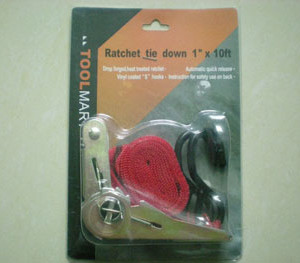 TOOLMAR
Ratchet tie down 1" x 10ft
Drop forged,heat treated ratchet- Automatic quick release-
Vinyl coated "S" hooks - Instruction for safety use on back -